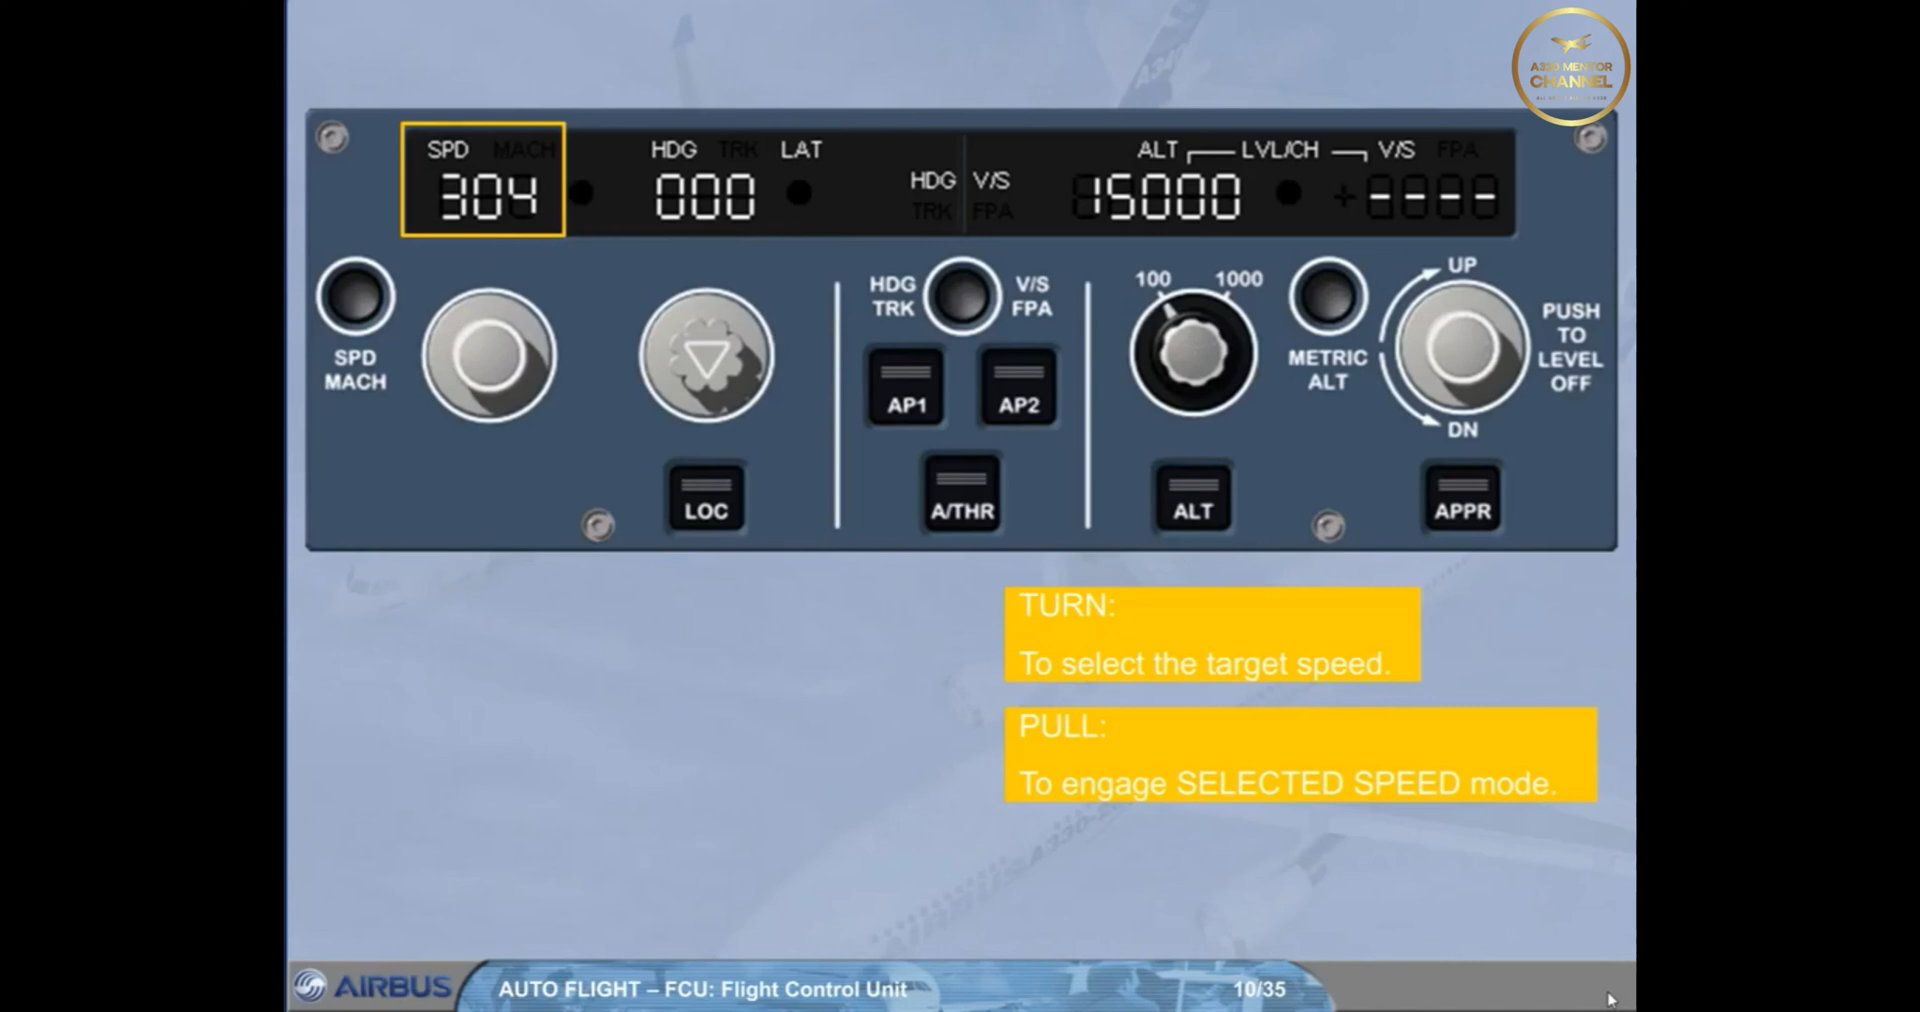 A330 MENTOR
CHANNEL
SPD MACH
HDG TRK LAT
ALT LVL/CH V/S FPA
304
000
HDG V/S
TRK FPA
15000
+----
SPD
MACH
HDG V/S
TRK FPA
AP1 AP2
A/THR
LOC
100 1000
METRIC
ALT
UP
DN
PUSH
TO
LEVEL
OFF
ALT
APPR
TURN:
To select the target speed.
PULL:
To engage SELECTED SPEED mode.
AIRBUS
AUTO FLIGHT – FCU: Flight Control Unit
10/35